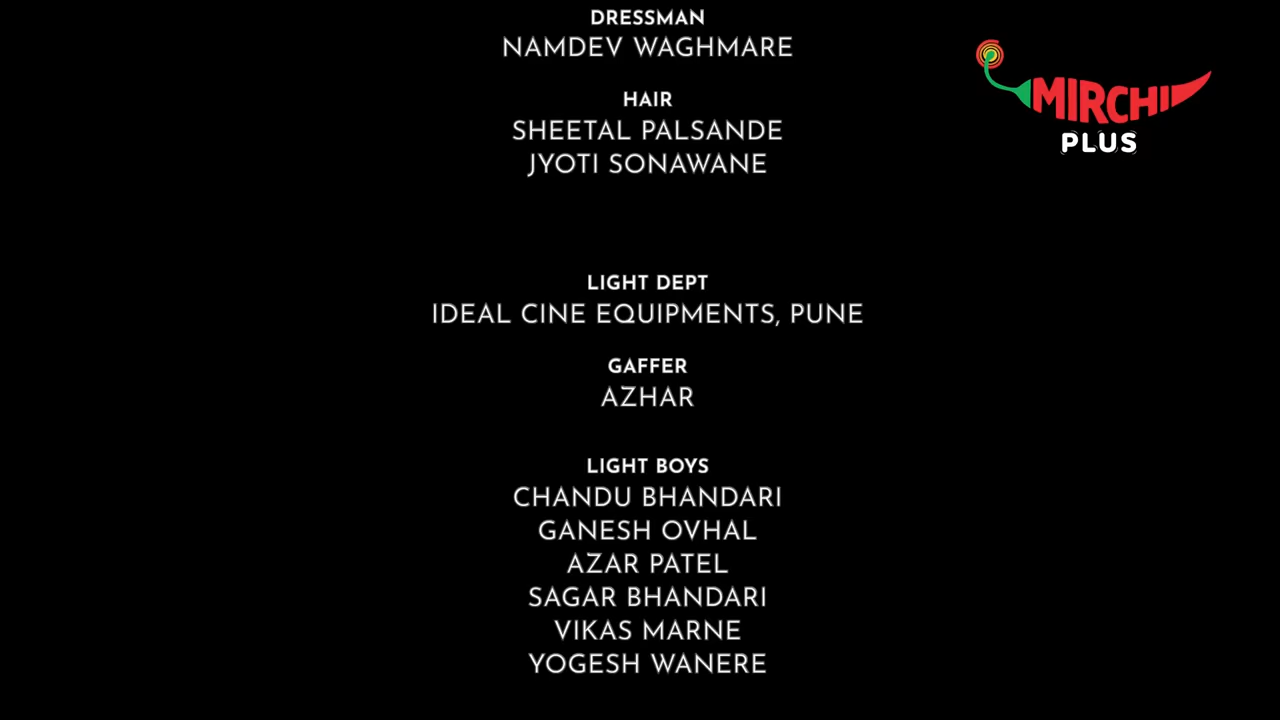 DRESSMAN
NAMDEV WAGHMARE
HAIR
SHEETAL PALSANDE
JYOTI SONAWANE
MIRCHI
PLUS
LIGHT DEPT
IDEAL CINE EQUIPMENTS, PUNE
GAFFER
AZHAR
LIGHT BOYS
CHANDU BHANDARI
GANESH OVHAL
AZAR PATEL
SAGAR BHANDARI
VIKAS MARNE
YOGESH WANERE